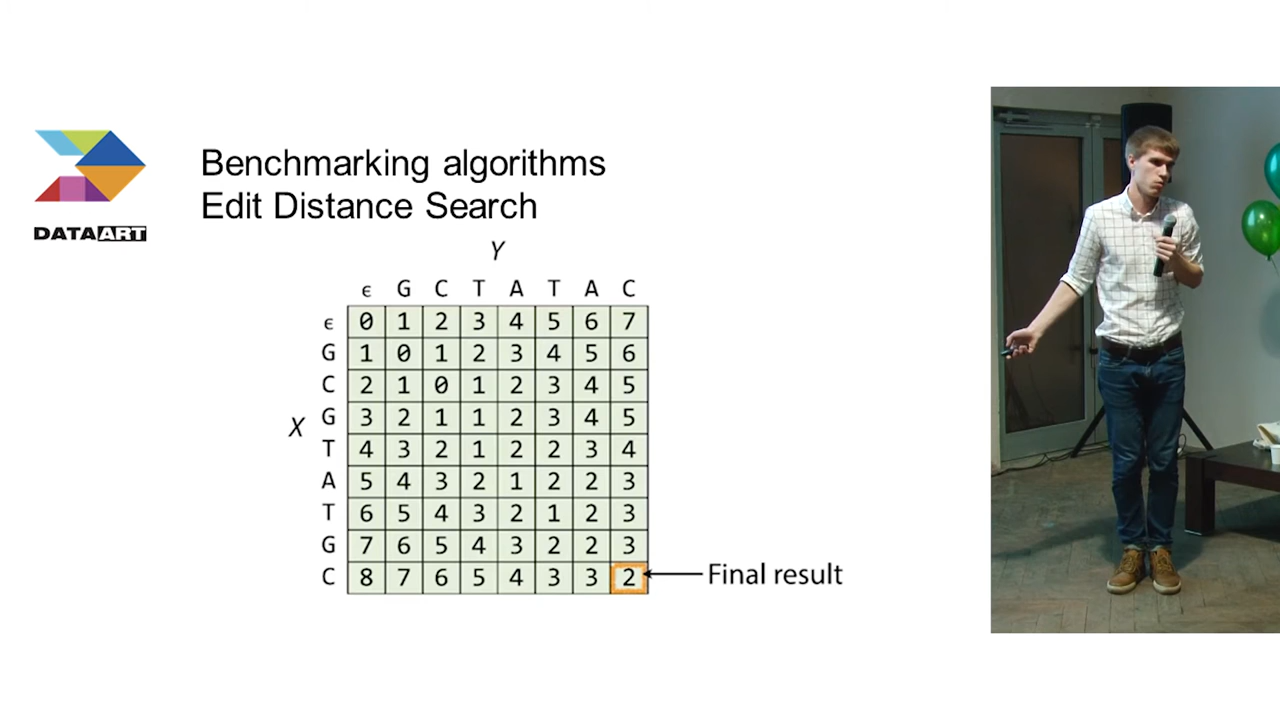 DATAART
Benchmarking algorithms
Edit Distance Search
Y
ϵ G C T A T A C
ϵ 0 1 2 3 4 5 6 7
G 1 0 1 2 3 4 5 6
C 2 1 0 1 2 3 4 5
X G 3 2 1 1 2 3 4 5
T 4 3 2 1 2 2 3 4
A 5 4 3 2 1 2 2 3
T 6 5 4 3 2 1 2 3
G 7 6 5 4 3 2 2 3
C 8 7 6 5 4 3 3 2 Final result